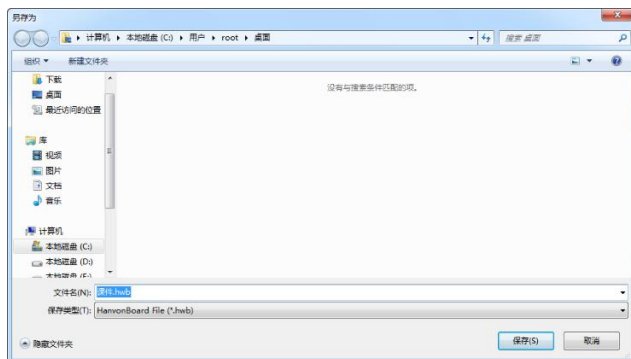 另存为
计算机 本地磁盘 (C:) 用户 root 桌面
搜索 桌面
组织 新建文件夹
下载
桌面
最近访问的位置
库
视频
图片
文档
音乐
计算机
本地磁盘 (C:)
本地磁盘 (D:)
本地磁盘 (E:)
没有与搜索条件匹配的项。
文件名(N): 课件.hwb
保存类型(T): HanvonBoard File (*.hwb)
隐藏文件夹
保存(S) 取消